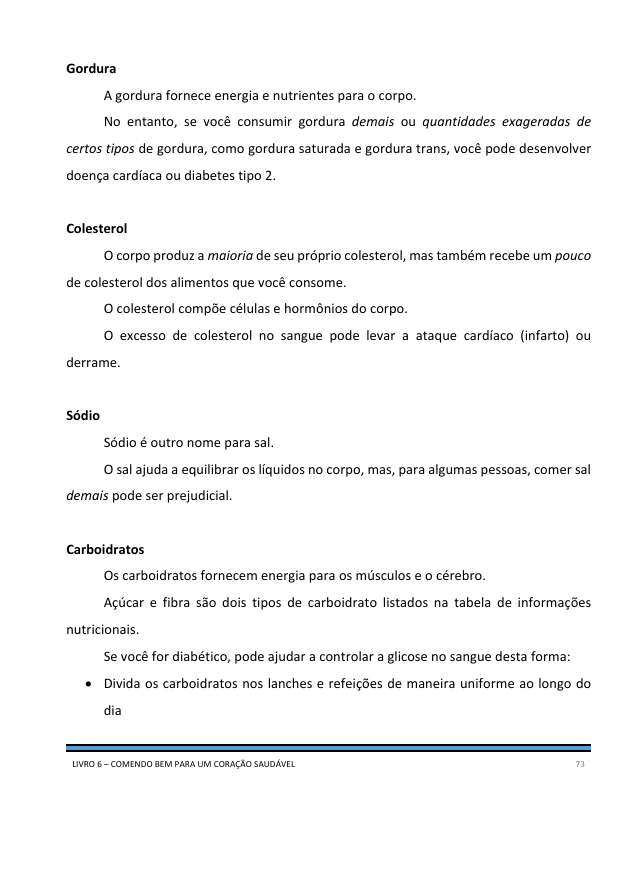 Gordura
A gordura fornece energia e nutrientes para o corpo.
No entanto, se você consumir gordura demais ou quantidades exageradas de
certos tipos de gordura, como gordura saturada e gordura trans, você pode desenvolver
doença cardíaca ou diabetes tipo 2.
Colesterol
O corpo produz a maioria de seu próprio colesterol, mas também recebe um pouco
de colesterol dos alimentos que você consome.
O colesterol compõe células e hormônios do corpo.
O excesso de colesterol no sangue pode levar a ataque cardíaco (infarto) ou
derrame.
Sódio
Sódio é outro nome para sal.
O sal ajuda a equilibrar os líquidos no corpo, mas, para algumas pessoas, comer sal
demais pode ser prejudicial.
Carboidratos
Os carboidratos fornecem energia para os músculos e o cérebro.
Açúcar e fibra são dois tipos de carboidrato listados na tabela de informações
nutricionais.
Se você for diabético, pode ajudar a controlar a glicose no sangue desta forma:
• Divida os carboidratos nos lanches e refeições de maneira uniforme ao longo do
dia
LIVRO 6 – COMENDO BEM PARA UM CORAÇÃO SAUDÁVEL 73